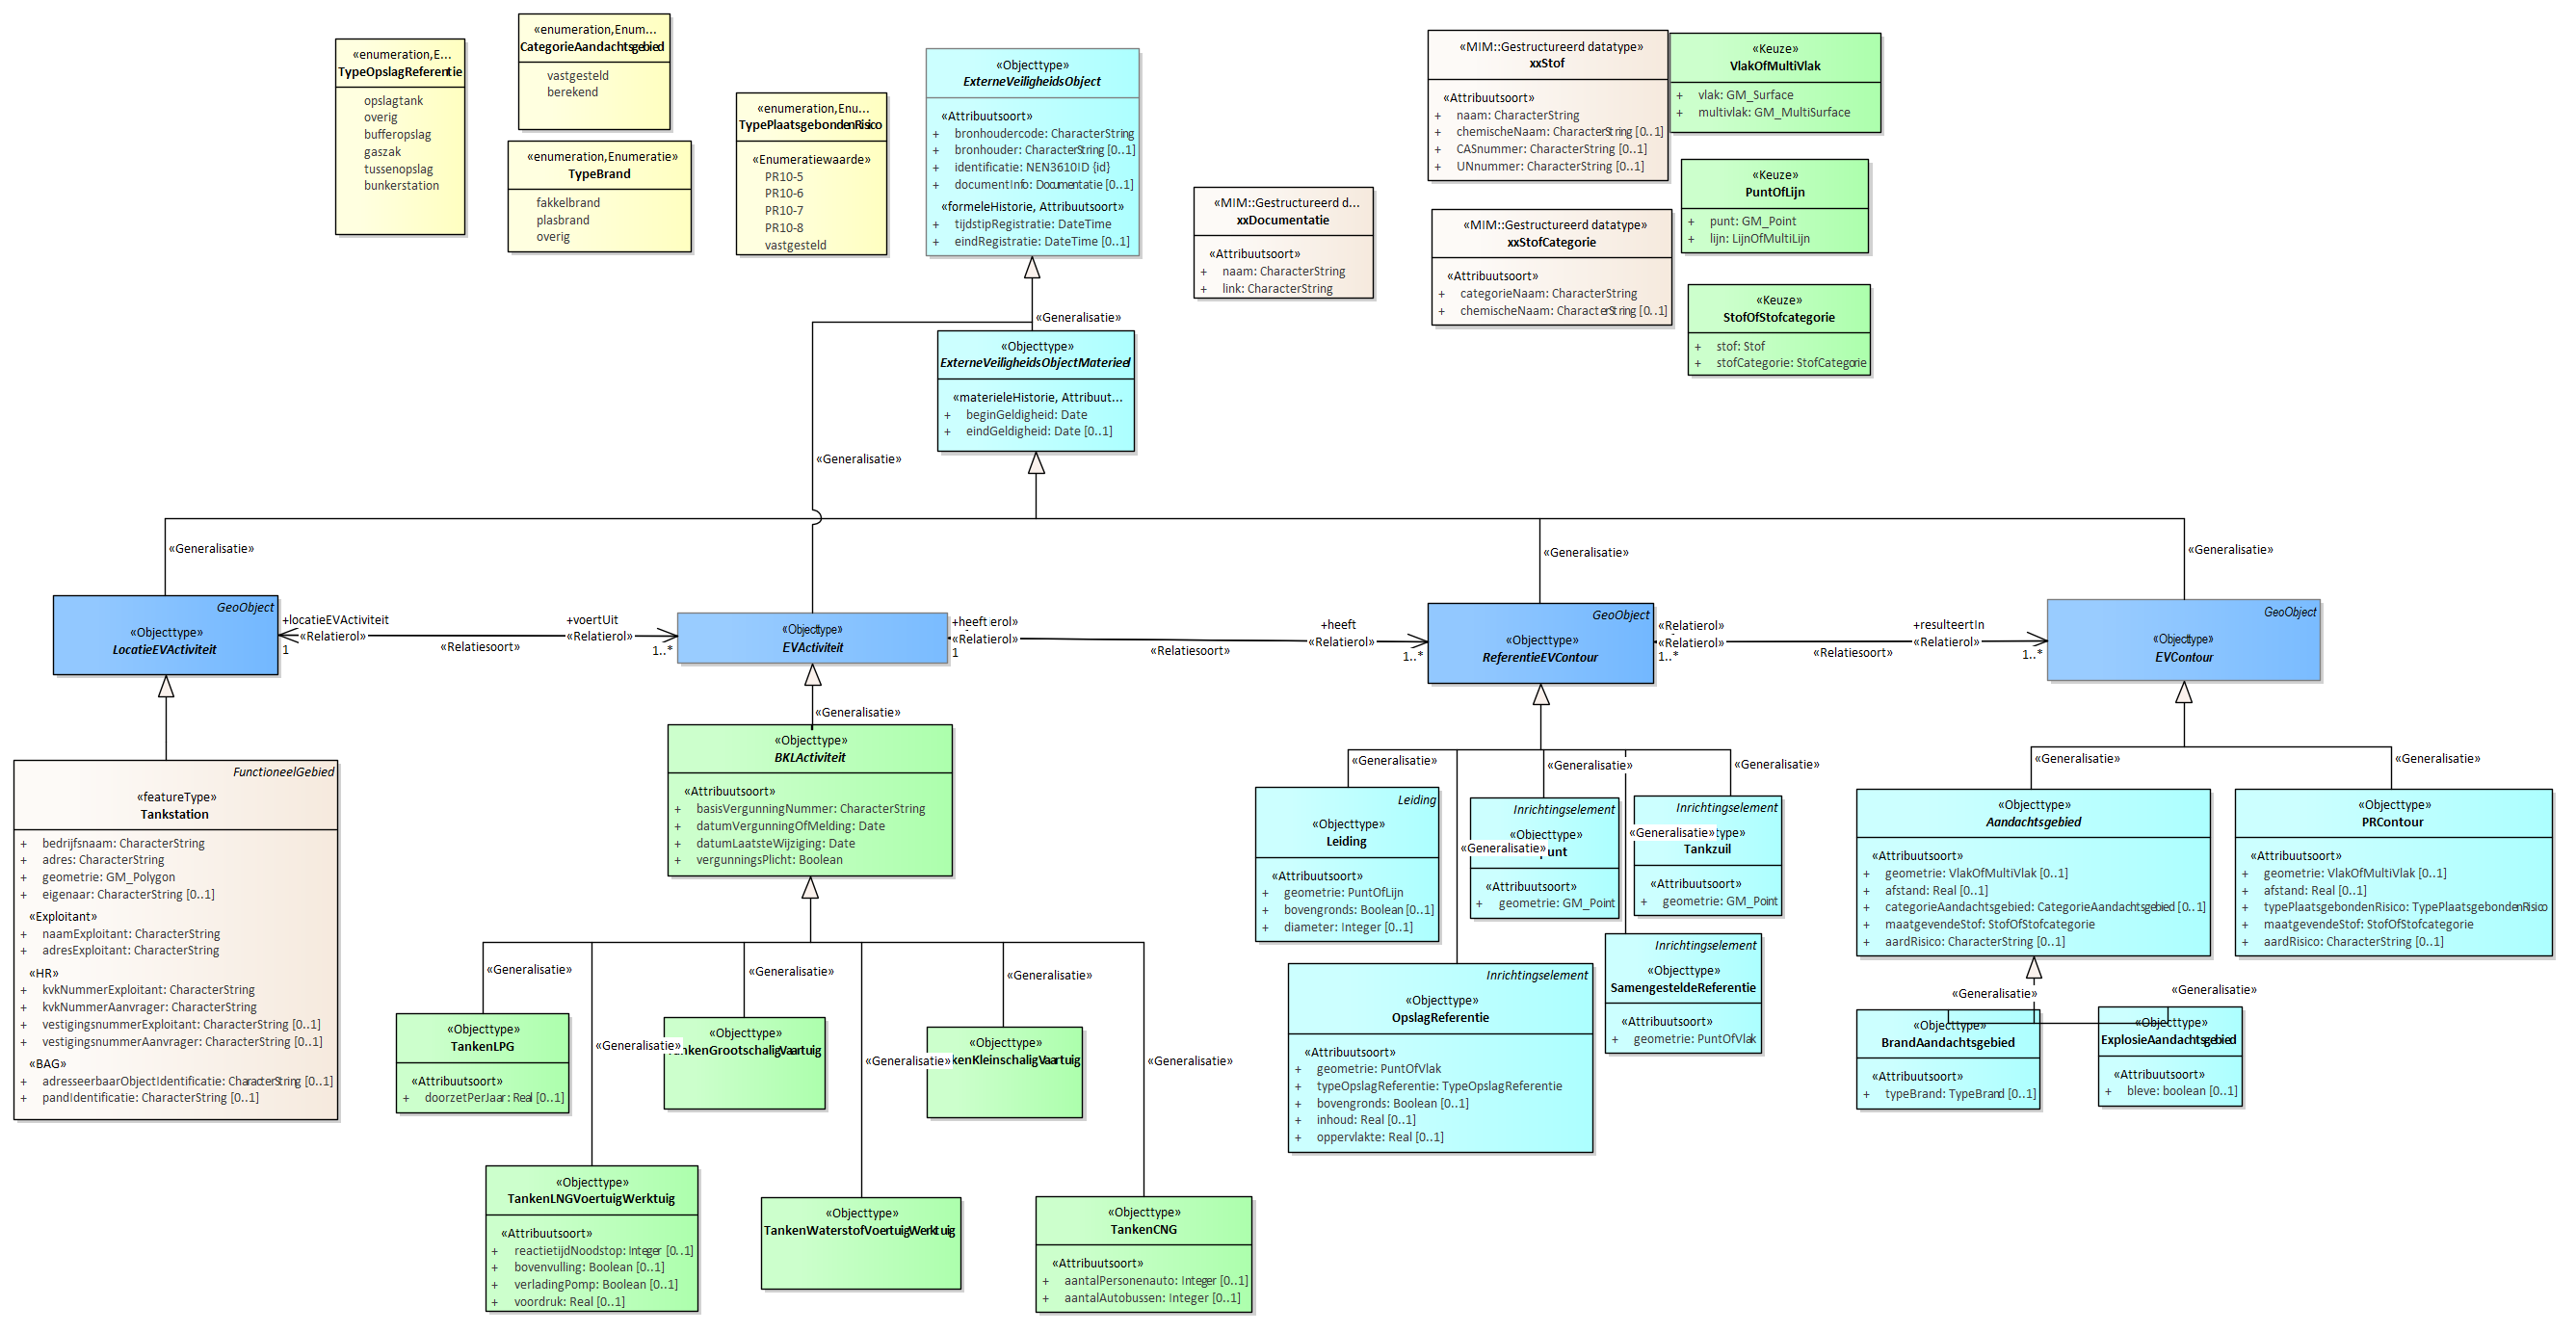 «enumeration,E...
TypeOpslagReferentie
opslagtank
overig
bufferopslag
gaszak
tussenopslag
bunkerstation
«enumeration,Enum...
CategorieAandachtsgebied
vastgesteld
berekend
«enumeration,Enumeratie»
TypeBrand
fakkelbrand
plasbrand
overig
«enumeration,Enu...
TypePlaatsgebondenRisico
«Enumeratiewaarde»
PR10-5
PR10-6
PR10-7
PR10-8
vastgesteld
«Objecttype»
ExterneVeiligheidsObject
«Attribuutsoort»
+ bronhoudercode: CharacterString
+ bronhouder: CharacterString [0..1]
+ identificatie: NEN3610ID {id}
+ documentInfo: Documentatie [0..1]
«formeleHistorie, Attribuutsoort»
+ tijdstipRegistratie: DateTime
+ eindRegistratie: DateTime [0..1]
«MIM::Gestructureerd d...
xxDocumentatie
«Attribuutsoort»
+ naam: CharacterString
+ link: CharacterString
«MIM::Gestructureerd datatype»
xxStof
«Attribuutsoort»
+ naam: CharacterString
+ chemischeNaam: CharacterString [0..1]
+ CASnummer: CharacterString [0..1]
+ UNnummer: CharacterString [0..1]
«MIM::Gestructureerd datatype»
xxStofCategorie
«Attribuutsoort»
+ categorieNaam: CharacterString
+ chemischeNaam: CharacterString [0..1]
«Keuze»
VlakOfMultiVlak
+ vlak: GM_Surface
+ multivlak: GM_MultiSurface
«Keuze»
PuntOfLijn
+ punt: GM_Point
+ lijn: LijnOfMultiLijn
«Keuze»
StofOfStofcategorie
+ stof: Stof
+ stofCategorie: StofCategorie
«Generalisatie»
«Objecttype»
ExterneVeiligheidsObjectMaterieel
«materieleHistorie, Attribuut...
+ beginGeldigheid: Date
+ eindGeldigheid: Date [0..1]
«Generalisatie»
«Generalisatie»
«Generalisatie»
«Generalisatie»
GeoObject
«Objecttype»
LocatieEVActiviteit
+locatieEVActiviteit
«Relatierol»
1
«Relatiesoort»
+voertUit
«Relatierol»
1..*
«Objecttype»
EVActiviteit
+heeft erol»
«Relatierol»
1
«Relatiesoort»
+heeft
«Relatierol»
1..*
GeoObject
«Objecttype»
ReferentieEVContour
«Relatierol»
«Relatierol»
1..*
«Relatiesoort»
+resulteertIn
«Relatierol»
1..*
GeoObject
«Objecttype»
EVContour
FunctioneelGebied
«featureType»
Tankstation
+ bedrijfsnaam: CharacterString
+ adres: CharacterString
+ geometrie: GM_Polygon
+ eigenaar: CharacterString [0..1]
«Exploitant»
+ naamExploitant: CharacterString
+ adresExploitant: CharacterString
«HR»
+ kvkNummerExploitant: CharacterString
+ kvkNummerAanvrager: CharacterString
+ vestigingsnummerExploitant: CharacterString [0..1]
+ vestigingsnummerAanvrager: CharacterString [0..1]
«BAG»
+ adresseerbaarObjectIdentificatie: CharacterString [0..1]
+ pandIdentificatie: CharacterString [0..1]
«Generalisatie»
«Objecttype»
BKLActiviteit
«Attribuutsoort»
+ basisVergunningNummer: CharacterString
+ datumVergunningOfMelding: Date
+ datumLaatsteWijziging: Date
+ vergunningsPlicht: Boolean
«Generalisatie»
«Generalisatie»
«Generalisatie»
«Generalisatie»
«Generalisatie»
«Generalisatie»
«Objecttype»
TankenLPG
«Attribuutsoort»
+ doorzetPerJaar: Real [0..1]
«Objecttype»
nkenGrootschaligVaartuig
«Objecttype»
kenKleinschaligVaartuig
«Objecttype»
TankenLNGVoertuigWerktuig
«Attribuutsoort»
+ reactietijdNoodstop: Integer [0..1]
+ bovenvulling: Boolean [0..1]
+ verladingPomp: Boolean [0..1]
+ voordruk: Real [0..1]
«Objecttype»
TankenWaterstofVoertuigWerktuig
«Objecttype»
TankenCNG
«Attribuutsoort»
+ aantalPersonenauto: Integer [0..1]
+ aantalAutobussen: Integer [0..1]
«Generalisatie»
«Generalisatie»
«Generalisatie»
«Generalisatie»
«Generalisatie»
Leiding
«Objecttype»
Leiding
«Attribuutsoort»
+ geometrie: PuntOfLijn
+ bovengronds: Boolean [0..1]
+ diameter: Integer [0..1]
Inrichtingselement
«Objecttype»
punt
«Attribuutsoort»
+ geometrie: GM_Point
Inrichtingselement
type»
Tankzuil
«Attribuutsoort»
+ geometrie: GM_Point
Inrichtingselement
«Objecttype»
OpslagReferentie
«Attribuutsoort»
+ geometrie: PuntOfVlak
+ typeOpslagReferentie: TypeOpslagReferentie
+ bovengronds: Boolean [0..1]
+ inhoud: Real [0..1]
+ oppervlakte: Real [0..1]
Inrichtingselement
«Objecttype»
SamengesteldeReferentie
«Attribuutsoort»
+ geometrie: PuntOfVlak
«Generalisatie»
«Generalisatie»
«Objecttype»
Aandachtsgebied
«Attribuutsoort»
+ geometrie: VlakOfMultiVlak [0..1]
+ afstand: Real [0..1]
+ categorieAandachtsgebied: CategorieAandachtsgebied [0..1]
+ maatgevendeStof: StofOfStofcategorie
+ aardRisico: CharacterString [0..1]
«Objecttype»
PRContour
«Attribuutsoort»
+ geometrie: VlakOfMultiVlak [0..1]
+ afstand: Real [0..1]
+ typePlaatsgebondenRisico: TypePlaatsgebondenRisico
+ maatgevendeStof: StofOfStofcategorie
+ aardRisico: CharacterString [0..1]
«Generalisatie»
«Generalisatie»
«Objecttype»
BrandAandachtsgebied
«Attribuutsoort»
+ typeBrand: TypeBrand [0..1]
«Objecttype»
ExplosieAandachtsgebied
«Attribuutsoort»
+ bleve: boolean [0..1]